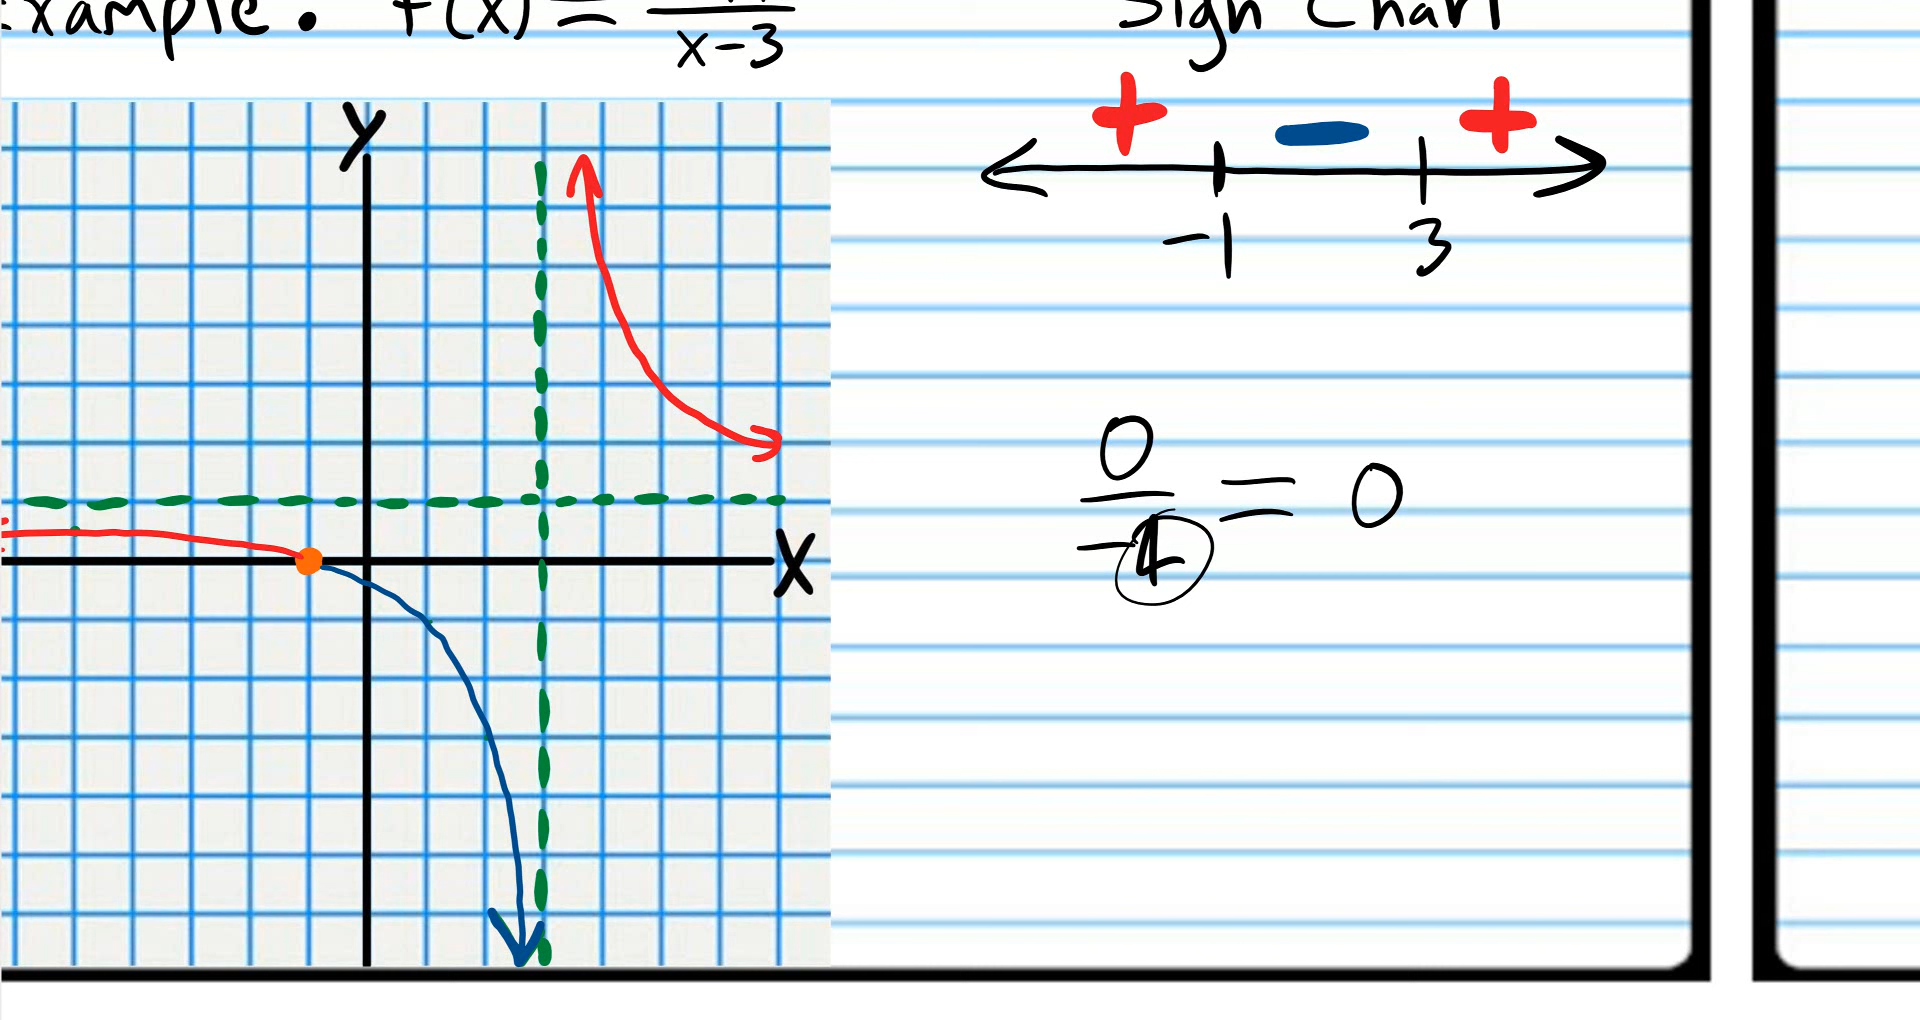 Example: f(x) = 
x-3
Sign Chart
+ - +
-1 3
Y
X
0
-4
= 0